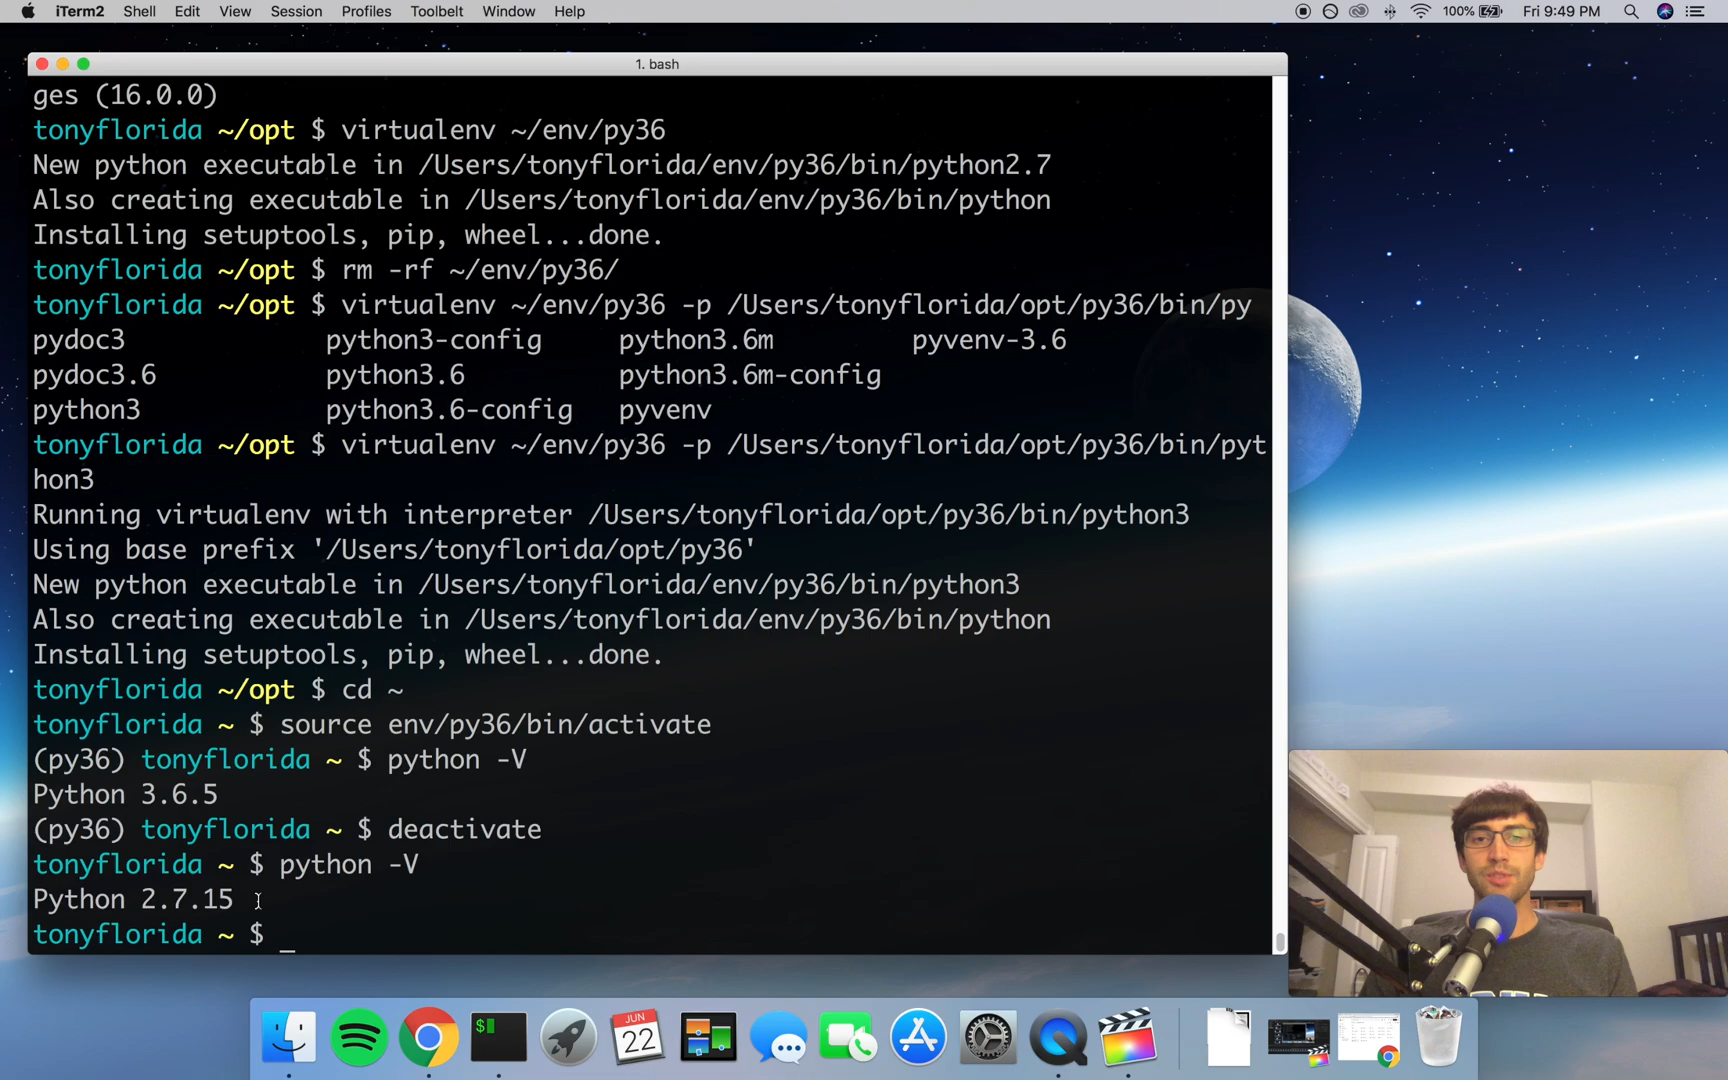 iTerm2 Shell Edit View Session Profiles Toolbelt Window Help 100% Fri 9:49 PM
1. bash
ges (16.0.0)
tonyflorida ~/opt $ virtualenv ~/env/py36
New python executable in /Users/tonyflorida/env/py36/bin/python2.7
Also creating executable in /Users/tonyflorida/env/py36/bin/python
Installing setuptools, pip, wheel...done.
tonyflorida ~/opt $ rm -rf ~/env/py36/
tonyflorida ~/opt $ virtualenv ~/env/py36 -p /Users/tonyflorida/opt/py36/bin/py
pydoc3 python3-config python3.6m pyvenv-3.6
pydoc3.6 python3.6 python3.6m-config
python3 python3.6-config pyvenv
tonyflorida ~/opt $ virtualenv ~/env/py36 -p /Users/tonyflorida/opt/py36/bin/pyt
hon3
Running virtualenv with interpreter /Users/tonyflorida/opt/py36/bin/python3
Using base prefix '/Users/tonyflorida/opt/py36'
New python executable in /Users/tonyflorida/env/py36/bin/python3
Also creating executable in /Users/tonyflorida/env/py36/bin/python
Installing setuptools, pip, wheel...done.
tonyflorida ~/opt $ cd ~
tonyflorida ~ $ source env/py36/bin/activate
(py36) tonyflorida ~ $ python -V
Python 3.6.5
(py36) tonyflorida ~ $ deactivate
tonyflorida ~ $ python -V
Python 2.7.15
tonyflorida ~ $ _
$
JUN
22